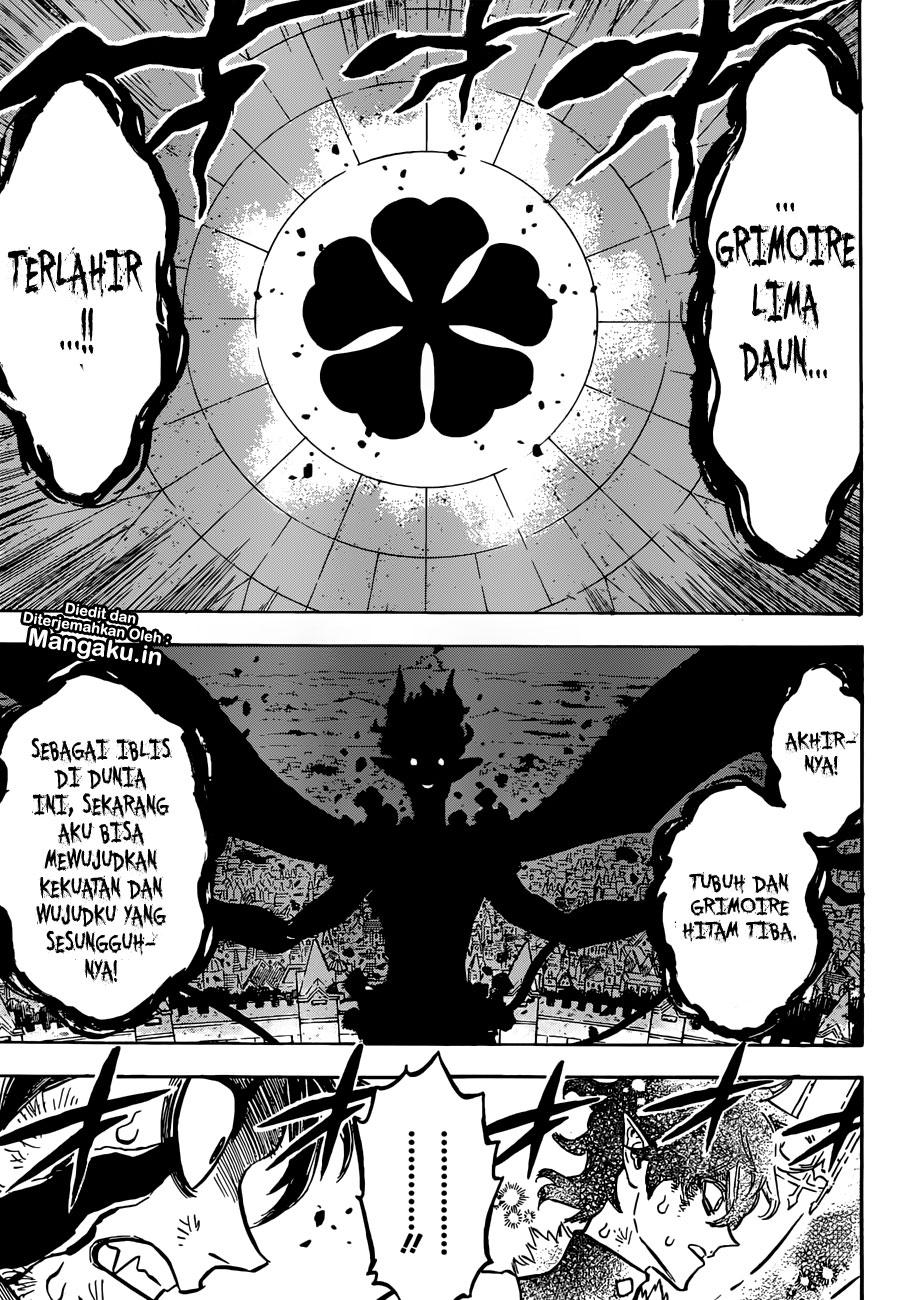 ...
GRIMOIRE
LIMA
DAUN...
TERLAHIR
...!!
Diedit dan
Diterjemahkan Oleh :
Mangaku.in
AKHIR-
NYA!
TUBUH DAN
GRIMOIRE
HITAM TIBA.
SEBAGAI IBLIS
DI DUNIA
INI, SEKARANG
AKU BISA
MEWUJUDKAN
KEKUATAN DAN
WUJUDKU YANG
SESUNGGUH-
NYA!
...........!!